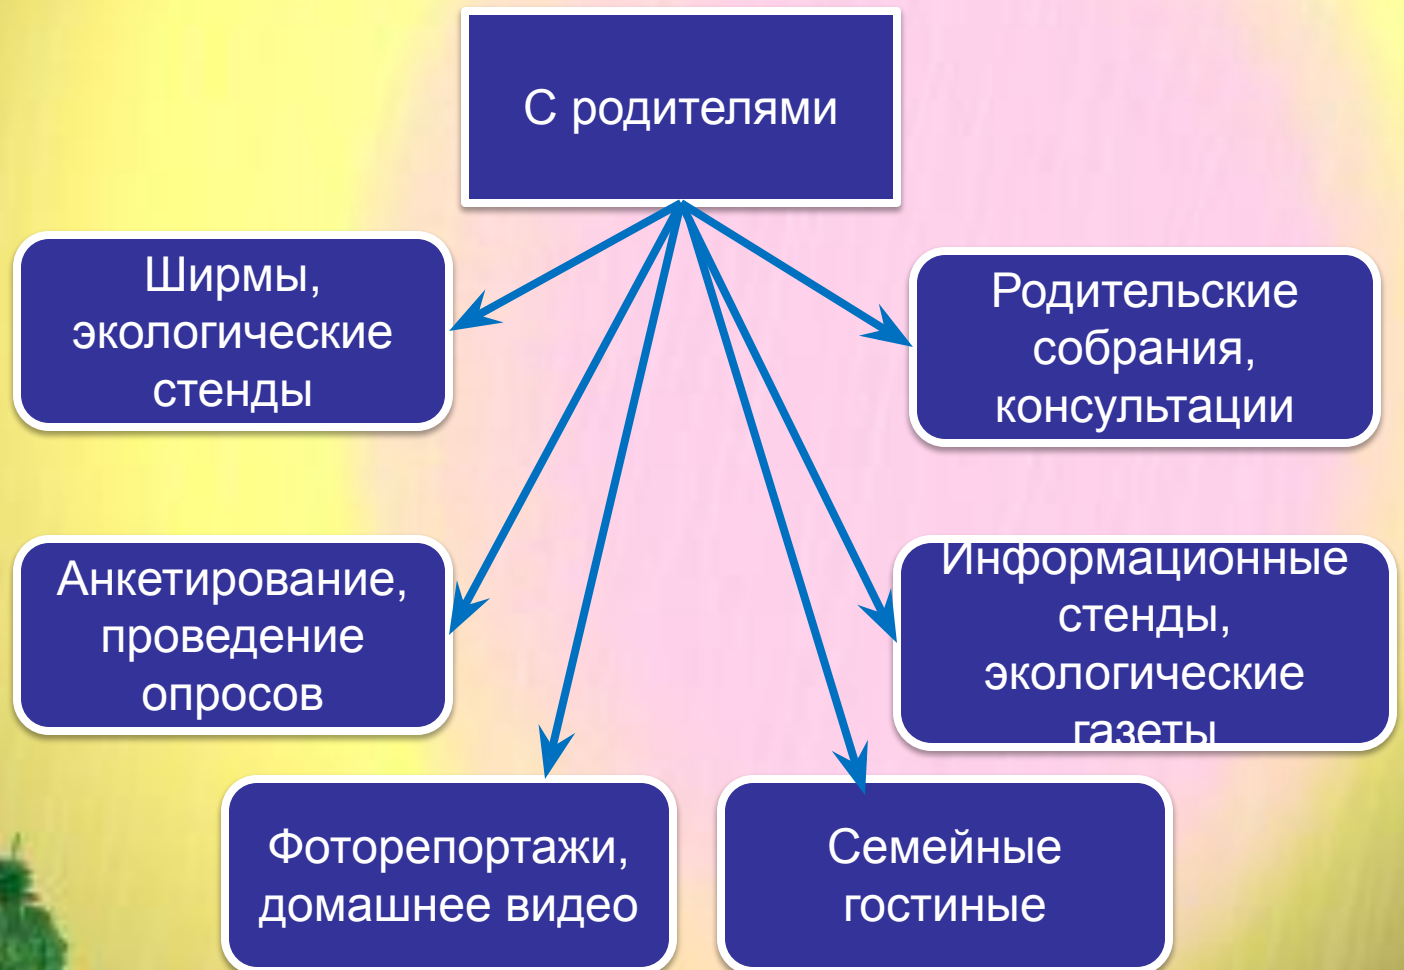 С родителями
Ширмы,
экологические
стенды
Родительские
собрания,
консультации
Анкетирование,
проведение
опросов
Информационные
стенды,
экологические
газеты
Фоторепортажи,
домашнее видео
Семейные
гостиные